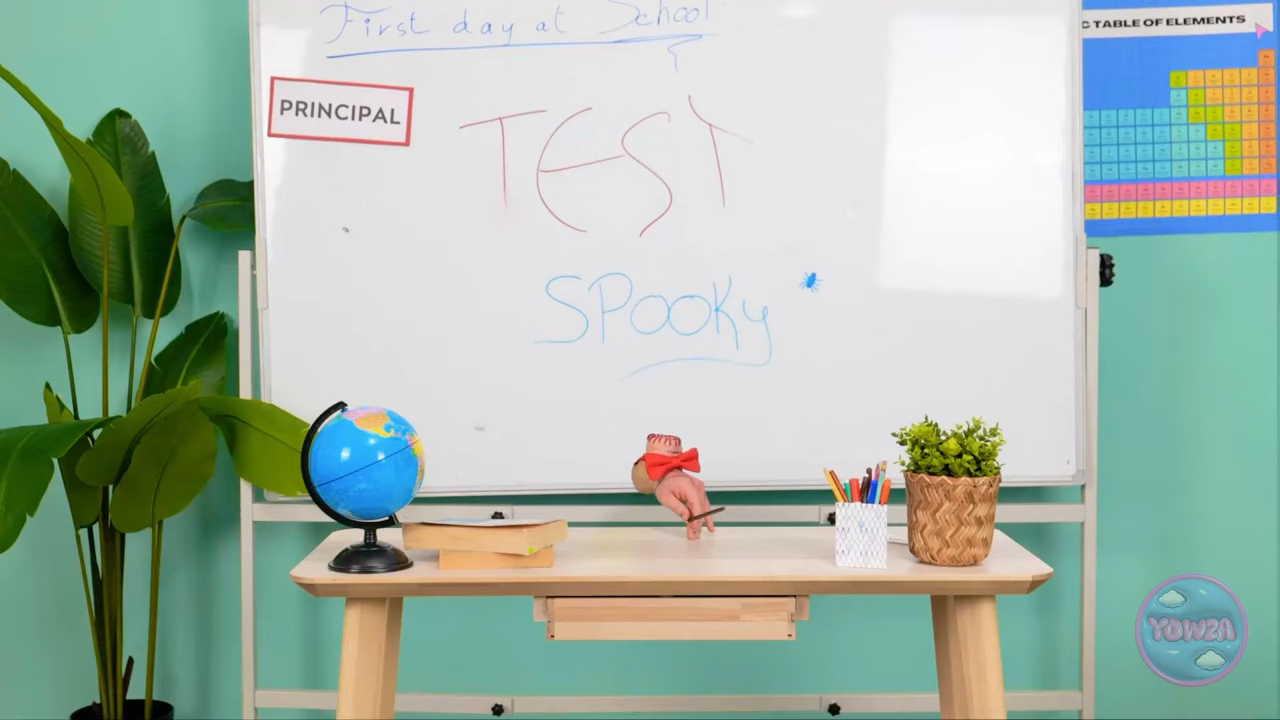 First day at School
C TABLE OF ELEMENTS
PRINCIPAL
TEST
SPOOKY
YOWZA